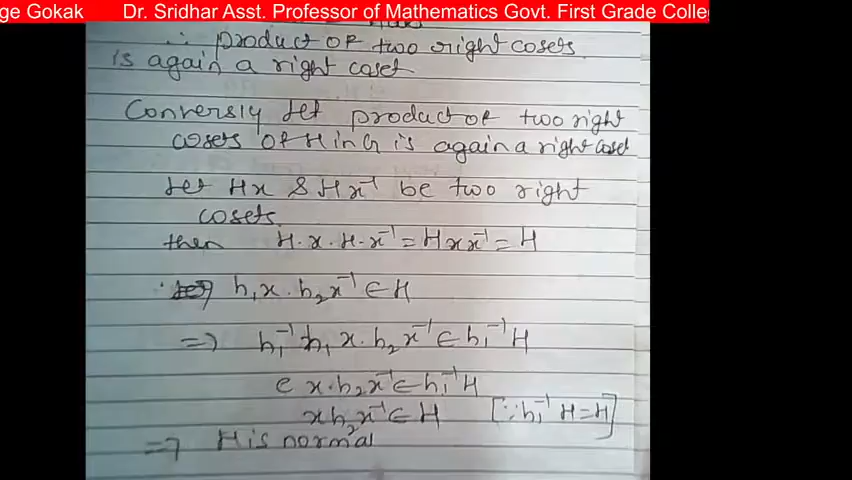 ge Gokak Dr. Sridhar Asst. Professor of Mathematics Govt. First Grade Colle
∴ product of two right cosets
is again a right coset
Conversly let product of two right
cosets of H in G is again a right coset
Let Hx & Hx⁻¹ be two right
cosets.
then H·x·H·x⁻¹ = Hxx⁻¹ = H
h₁x·h₂x⁻¹ ∈ H
=> h₁⁻¹h₁x·h₂x⁻¹ ∈ h₁⁻¹H
e x·h₂x⁻¹ ∈ h₁⁻¹H
xh₂x⁻¹ ∈ H [∵ h₁⁻¹H = H]
=> H is normal